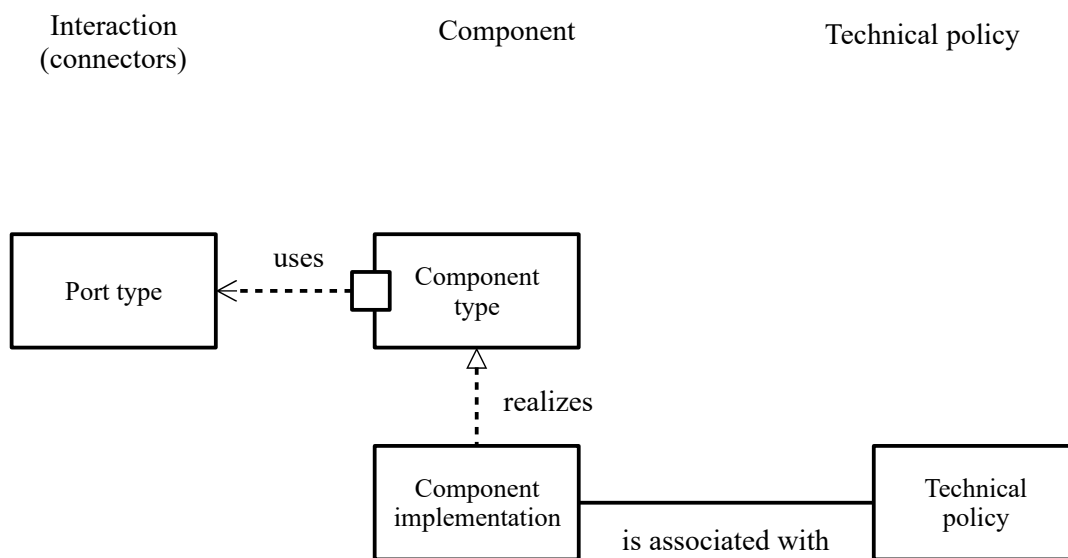 Interaction
(connectors)
Component
Technical policy
uses
Port type
Component
type
realizes
Component
implementation
Technical
policy
is associated with